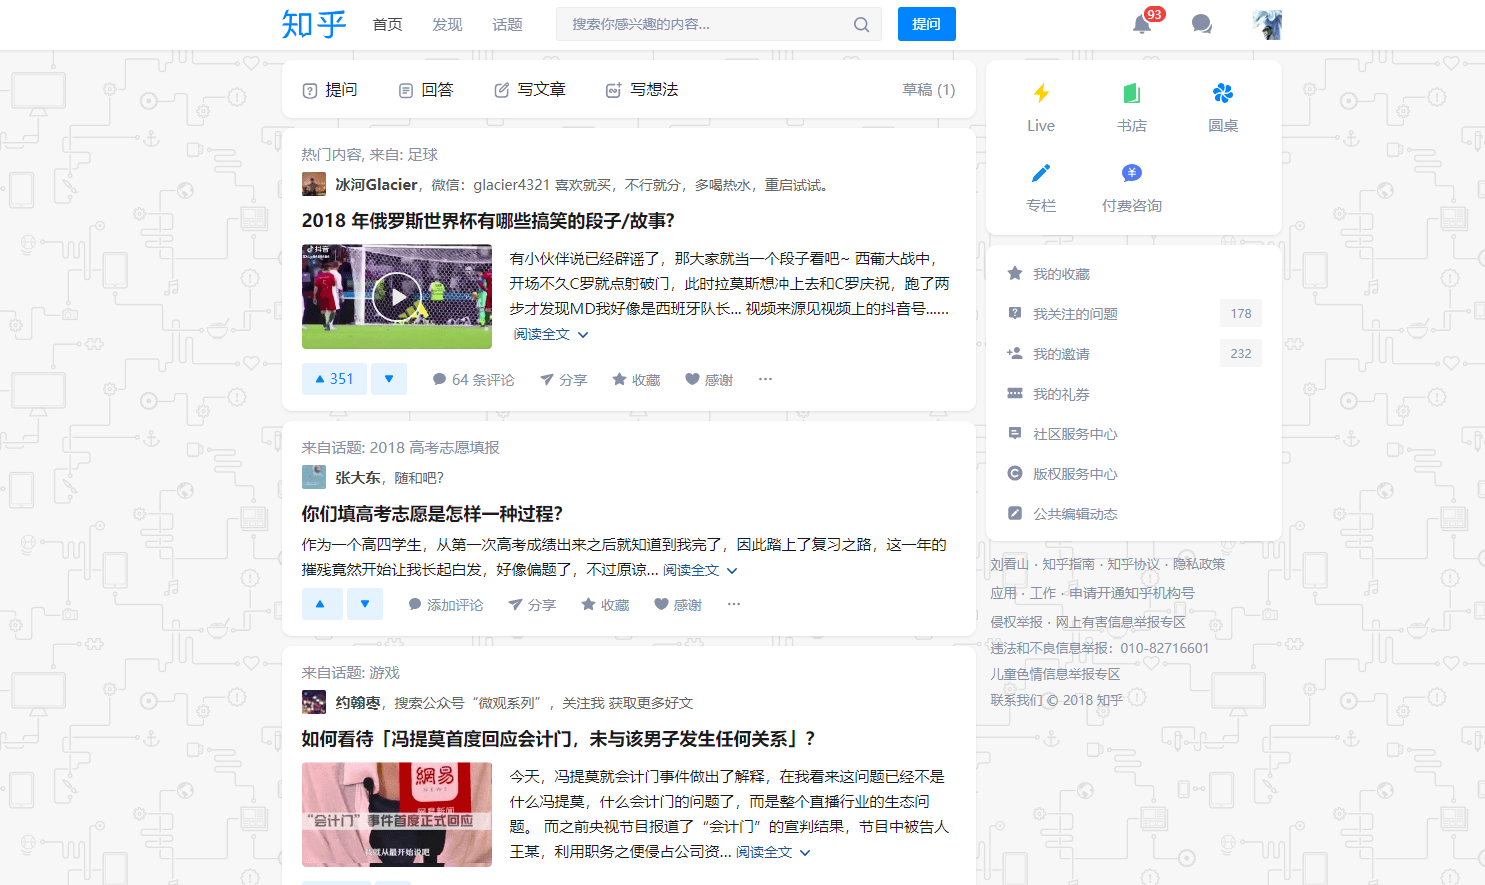 知乎 首页 发现 话题 搜索你感兴趣的内容... 提问 93
提问 回答 写文章 写想法 草稿 (1)
热门内容, 来自: 足球
冰河Glacier，微信：glacier4321 喜欢就买，不行就分，多喝热水，重启试试。
2018 年俄罗斯世界杯有哪些搞笑的段子/故事?
抖音
有小伙伴说已经辟谣了，那大家就当一个段子看吧~ 西葡大战中，
开场不久C罗就点射破门，此时拉莫斯想冲上去和C罗庆祝，跑了两
步才发现MD我好像是西班牙队长... 视频来源见视频上的抖音号......
阅读全文
351 64 条评论 分享 收藏 感谢 ...
来自话题: 2018 高考志愿填报
张大东，随和吧?
你们填高考志愿是怎样一种过程?
作为一个高四学生，从第一次高考成绩出来之后就知道到我完了，因此踏上了复习之路，这一年的
摧残竟然开始让我长起白发，好像偏题了，不过原谅... 阅读全文
添加评论 分享 收藏 感谢 ...
来自话题: 游戏
约翰枣，搜索公众号“微观系列”，关注我 获取更多好文
如何看待「冯提莫首度回应会计门，未与该男子发生任何关系」?
網易
NEWS
网易新闻
“会计门”事件首度正式回应
我就从最开始说吧
今天，冯提莫就会计门事件做出了解释，在我看来这问题已经不是
什么冯提莫，什么会计门的问题了，而是整个直播行业的生态问
题。 而之前央视节目报道了“会计门”的宣判结果，节目中被告人
王某，利用职务之便侵占公司资... 阅读全文
Live 书店 圆桌
专栏 付费咨询
我的收藏
我关注的问题 178
我的邀请 232
我的礼券
社区服务中心
版权服务中心
公共编辑动态
刘看山 · 知乎指南 · 知乎协议 · 隐私政策
应用 · 工作 · 申请开通知乎机构号
侵权举报 · 网上有害信息举报专区
违法和不良信息举报：010-82716601
儿童色情信息举报专区
联系我们 © 2018 知乎